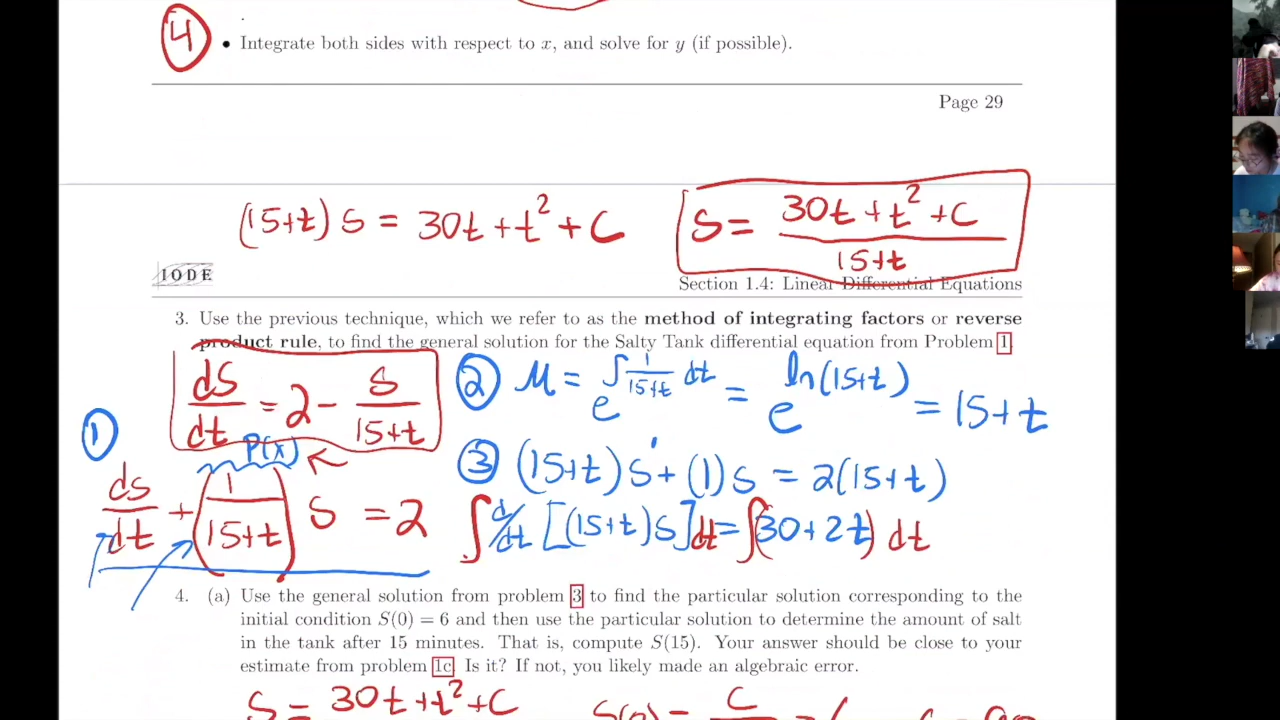 ④ • Integrate both sides with respect to x, and solve for y (if possible).
Page 29
(15+t) S = 30t + t² + C
S = (30t + t² + C)/(15+t)
IODE
Section 1.4: Linear Differential Equations
3. Use the previous technique, which we refer to as the method of integrating factors or reverse
product rule, to find the general solution for the Salty Tank differential equation from Problem 1.
dS/dt = 2 - S/(15+t)
② M = e^(∫ 1/(15+t) dt) = e^(ln(15+t)) = 15+t
① P(x)
dS/dt + (1/(15+t)) S = 2
③ (15+t) S' + (1) S = 2(15+t)
∫ d/dt [(15+t) S] dt = ∫(30+2t) dt
4. (a) Use the general solution from problem 3 to find the particular solution corresponding to the
initial condition S(0) = 6 and then use the particular solution to determine the amount of salt
in the tank after 15 minutes. That is, compute S(15). Your answer should be close to your
estimate from problem 1c. Is it? If not, you likely made an algebraic error.
S = 30t + t² + C
S(0) = C